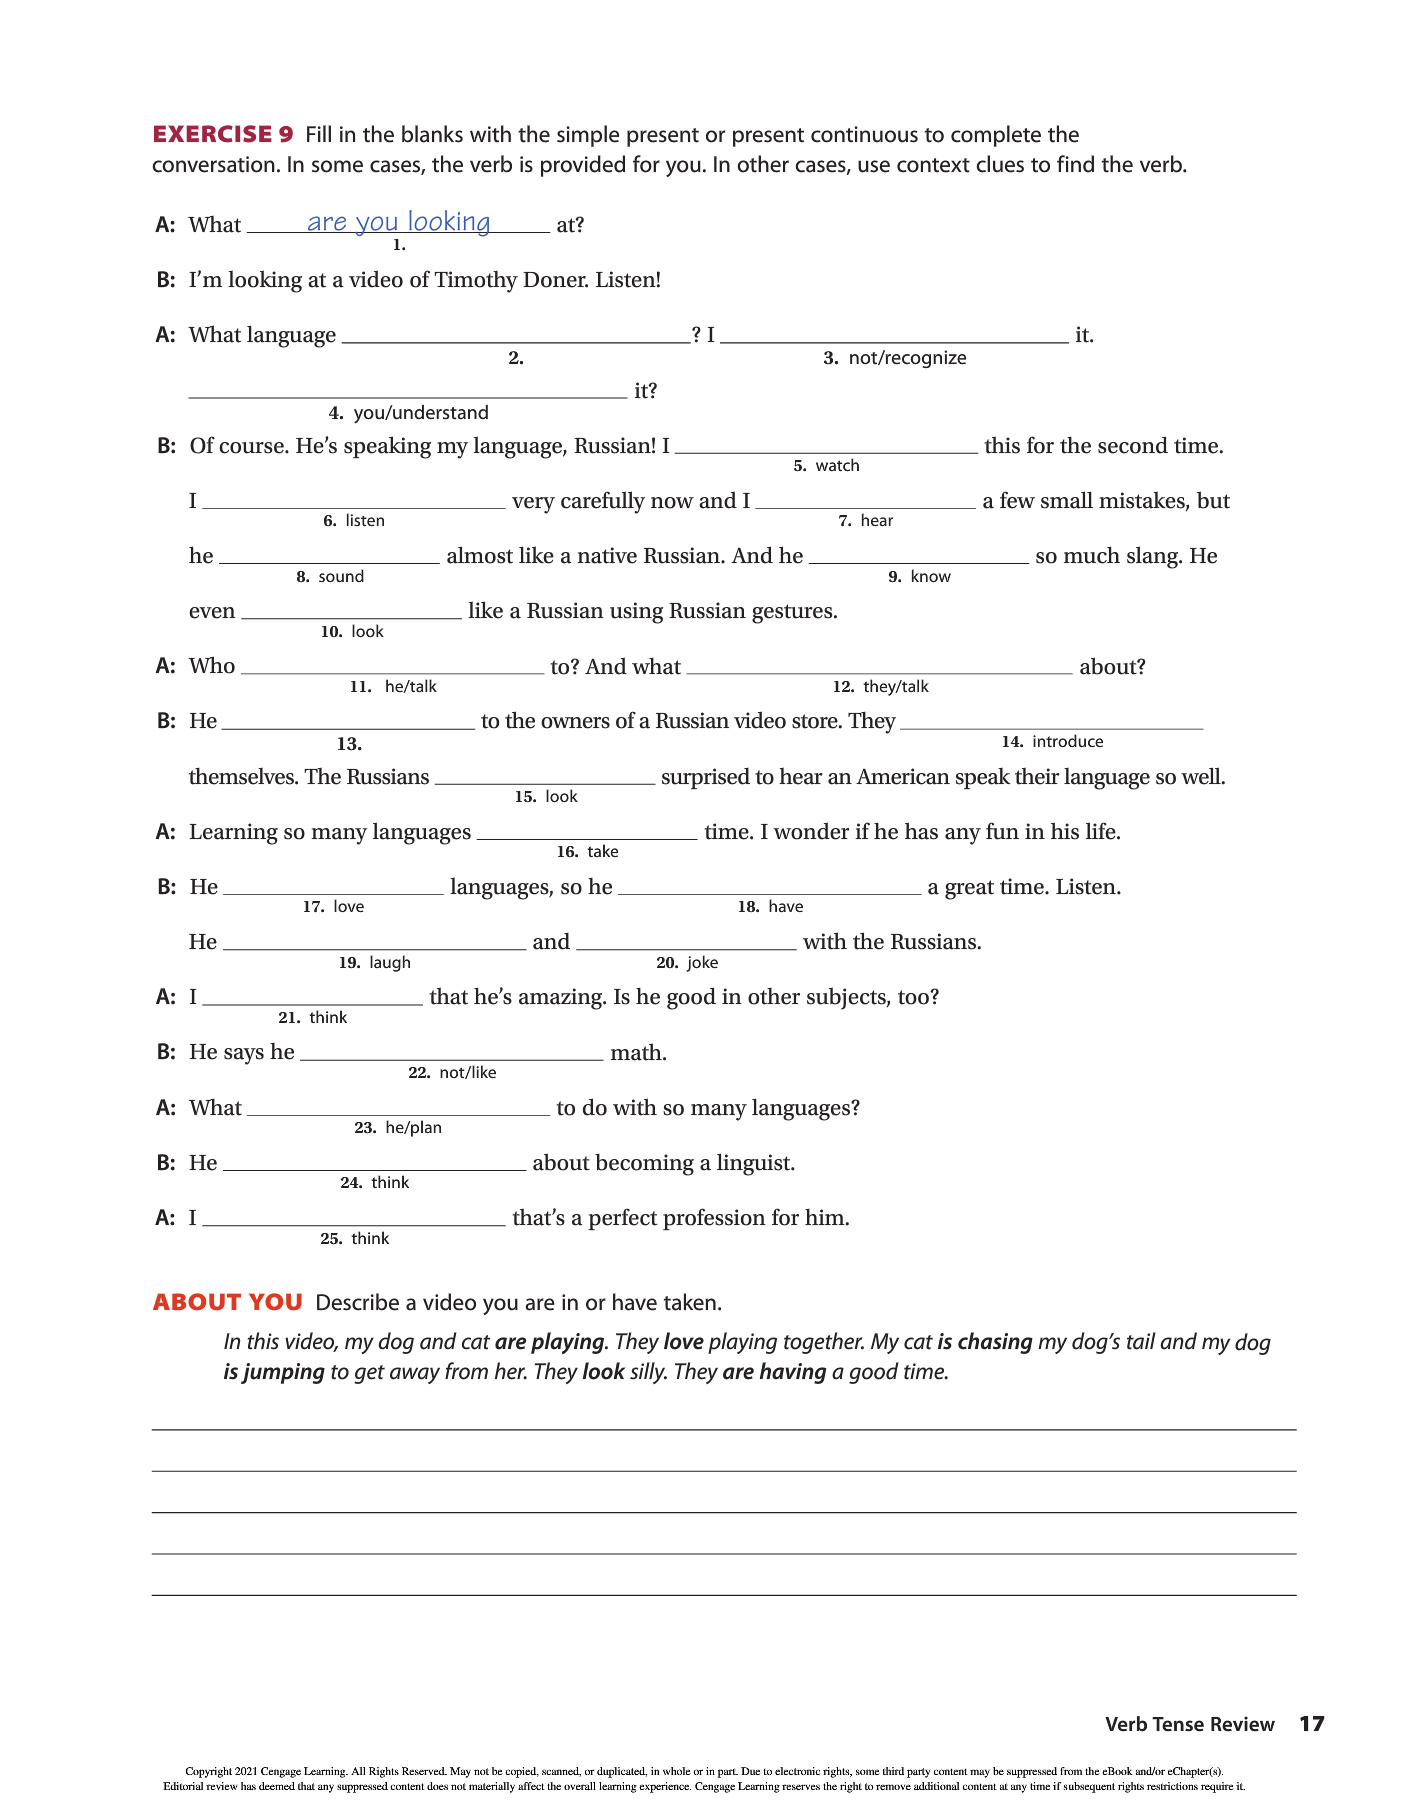 EXERCISE 9 Fill in the blanks with the simple present or present continuous to complete the
conversation. In some cases, the verb is provided for you. In other cases, use context clues to find the verb.
A: What are you looking at?
1.
B: I'm looking at a video of Timothy Doner. Listen!
A: What language ? I it.
2. 3. not/recognize
it?
4. you/understand
B: Of course. He's speaking my language, Russian! I this for the second time.
5. watch
I very carefully now and I a few small mistakes, but
6. listen 7. hear
he almost like a native Russian. And he so much slang. He
8. sound 9. know
even like a Russian using Russian gestures.
10. look
A: Who to? And what about?
11. he/talk 12. they/talk
B: He to the owners of a Russian video store. They
13. 14. introduce
themselves. The Russians surprised to hear an American speak their language so well.
15. look
A: Learning so many languages time. I wonder if he has any fun in his life.
16. take
B: He languages, so he a great time. Listen.
17. love 18. have
He and with the Russians.
19. laugh 20. joke
A: I that he's amazing. Is he good in other subjects, too?
21. think
B: He says he math.
22. not/like
A: What to do with so many languages?
23. he/plan
B: He about becoming a linguist.
24. think
A: I that's a perfect profession for him.
25. think
ABOUT YOU Describe a video you are in or have taken.
In this video, my dog and cat are playing. They love playing together. My cat is chasing my dog's tail and my dog
is jumping to get away from her. They look silly. They are having a good time.
Verb Tense Review 17
Copyright 2021 Cengage Learning. All Rights Reserved. May not be copied, scanned, or duplicated, in whole or in part. Due to electronic rights, some third party content may be suppressed from the eBook and/or eChapter(s).
Editorial review has deemed that any suppressed content does not materially affect the overall learning experience. Cengage Learning reserves the right to remove additional content at any time if subsequent rights restrictions require it.